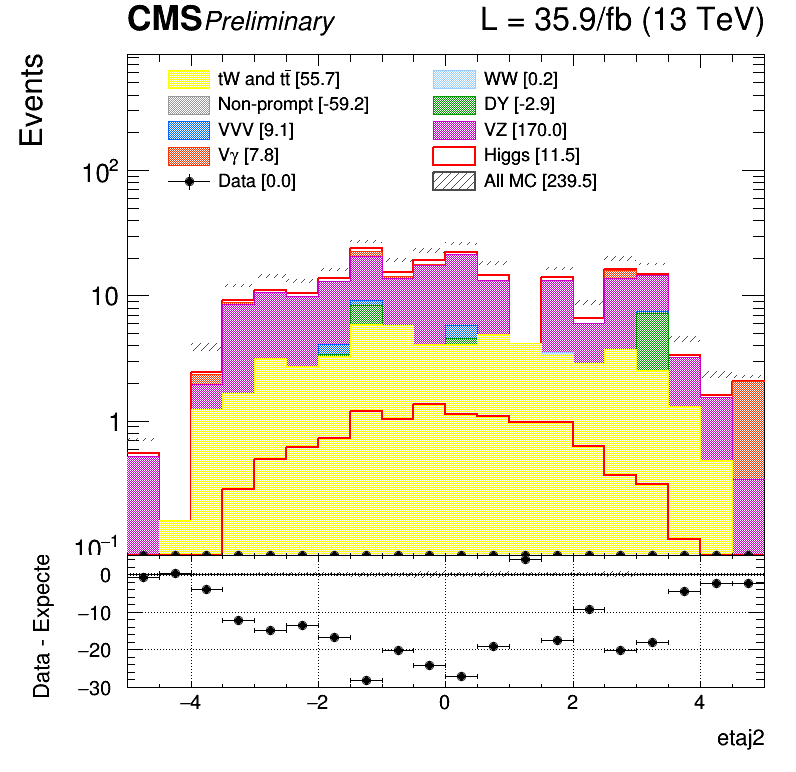 CMS Preliminary L = 35.9/fb (13 TeV)
Events
tW and tt̄ [55.7] WW [0.2]
Non-prompt [-59.2] DY [-2.9]
VVV [9.1] VZ [170.0]
Vγ [7.8] Higgs [11.5]
Data [0.0] All MC [239.5]
10²
10
1
10⁻¹
Data - Expecte
0
−10
−20
−30
−4 −2 0 2 4
etaj2